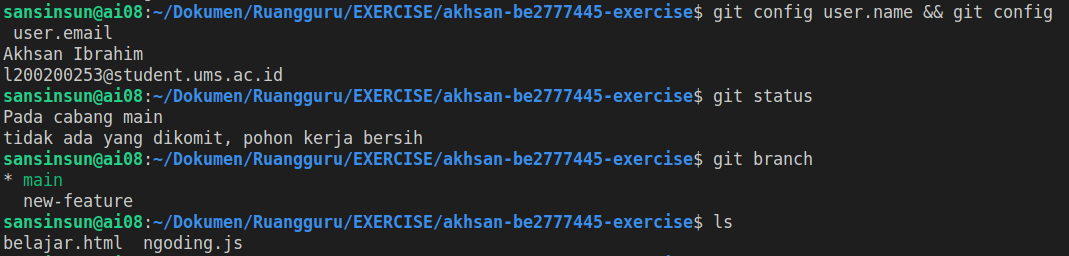 sansinsun@ai08:~/Dokumen/Ruangguru/EXERCISE/akhsan-be2777445-exercise$ git config user.name && git config
 user.email
Akhsan Ibrahim
l200200253@student.ums.ac.id
sansinsun@ai08:~/Dokumen/Ruangguru/EXERCISE/akhsan-be2777445-exercise$ git status
Pada cabang main
tidak ada yang dikomit, pohon kerja bersih
sansinsun@ai08:~/Dokumen/Ruangguru/EXERCISE/akhsan-be2777445-exercise$ git branch
* main
  new-feature
sansinsun@ai08:~/Dokumen/Ruangguru/EXERCISE/akhsan-be2777445-exercise$ ls
belajar.html  ngoding.js